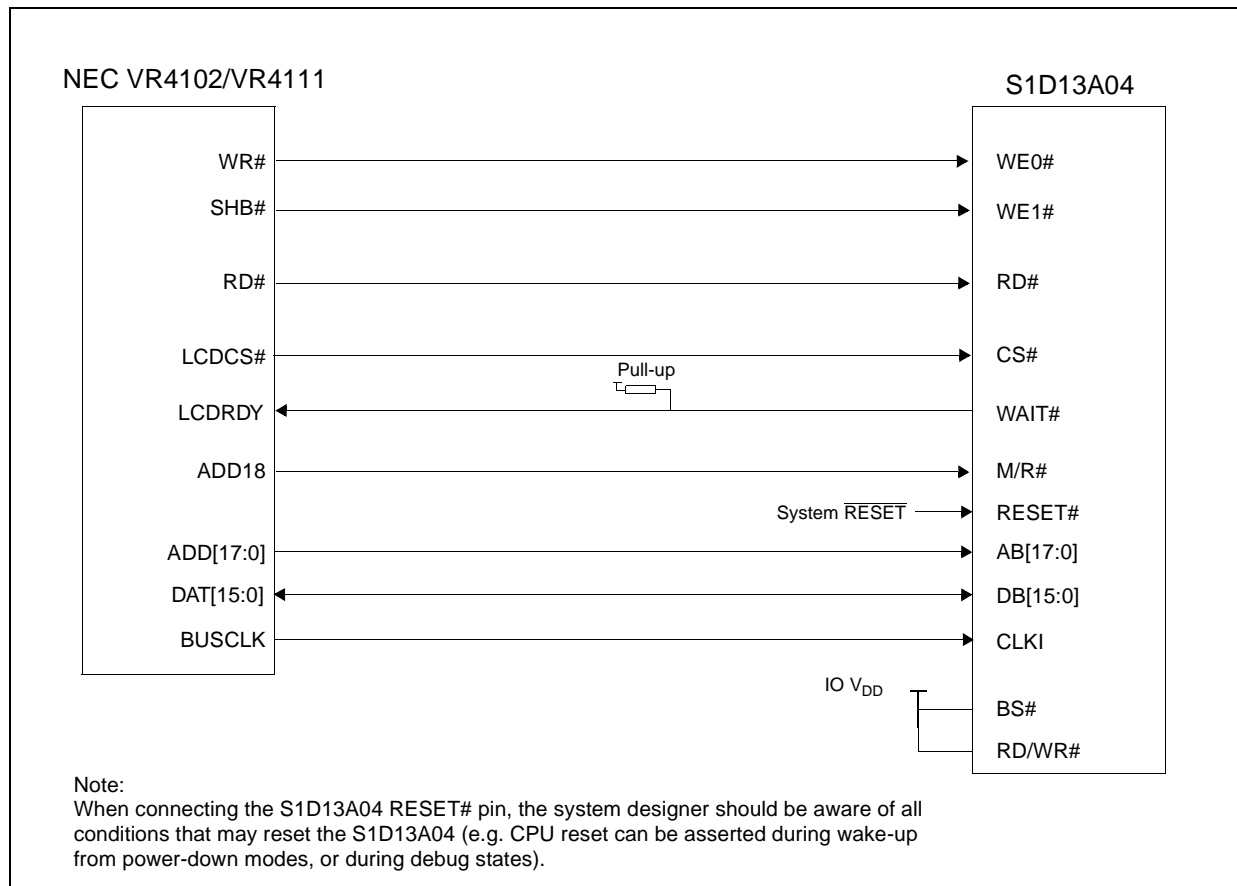 NEC VR4102/VR4111
S1D13A04
WR#
WE0#
SHB#
WE1#
RD#
RD#
LCDCS#
CS#
Pull-up
LCDRDY
WAIT#
ADD18
M/R#
System RESET
RESET#
ADD[17:0]
AB[17:0]
DAT[15:0]
DB[15:0]
BUSCLK
CLKI
IO VDD
BS#
RD/WR#
Note:
When connecting the S1D13A04 RESET# pin, the system designer should be aware of all
conditions that may reset the S1D13A04 (e.g. CPU reset can be asserted during wake-up
from power-down modes, or during debug states).